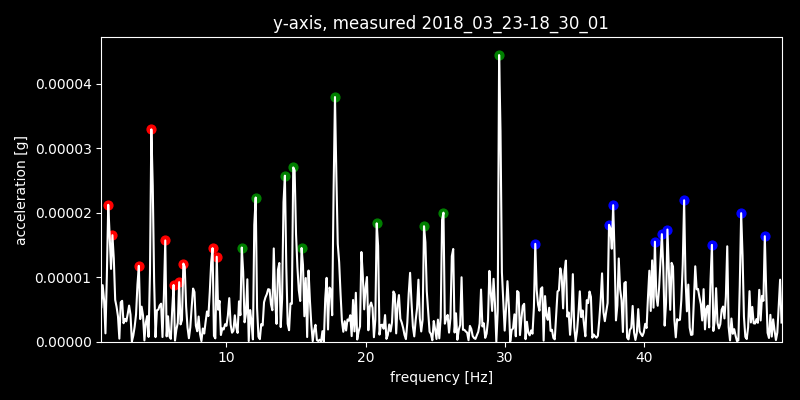 y-axis, measured 2018_03_23-18_30_01
0.00004
0.00003
0.00002
0.00001
0.00000
acceleration [g]
10 20 30 40
frequency [Hz]